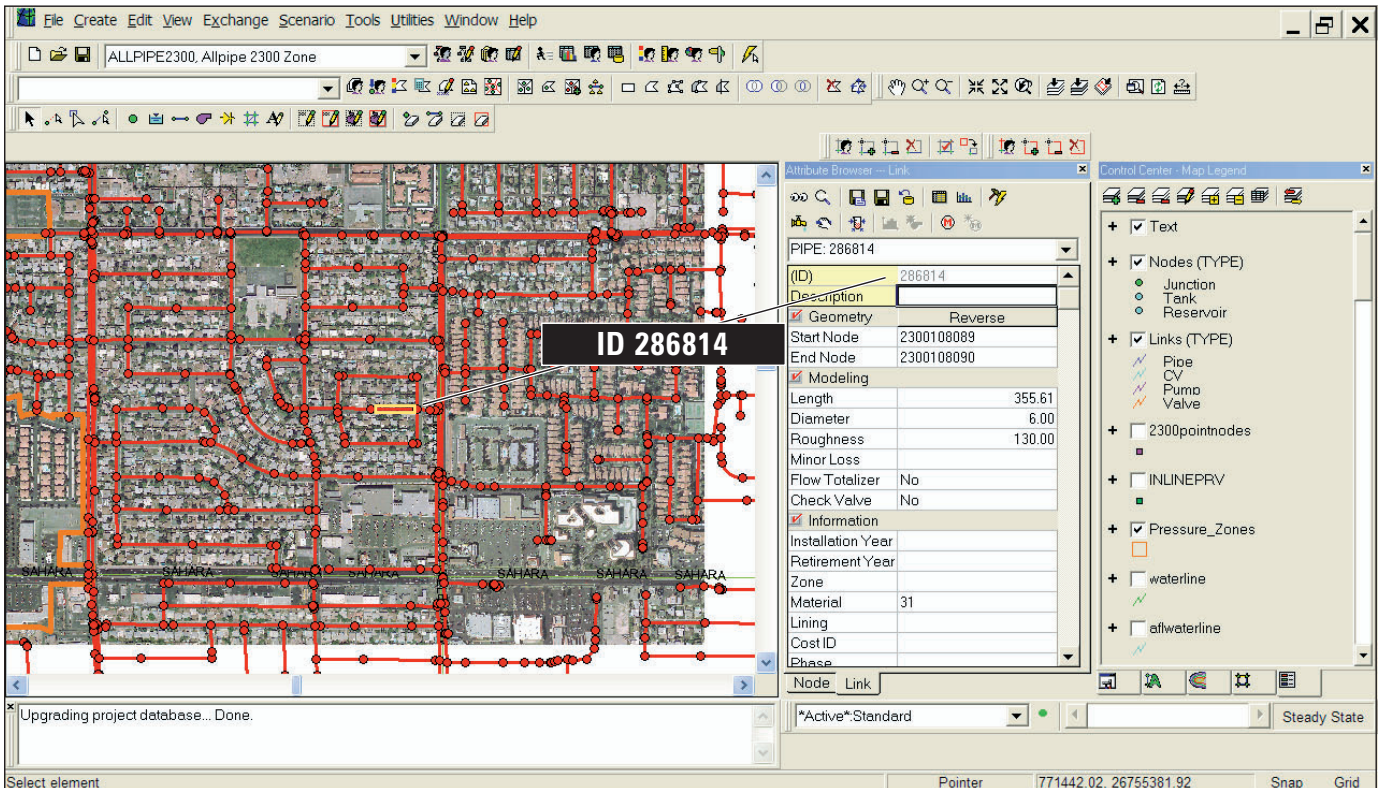 File Create Edit View Exchange Scenario Tools Utilities Window Help
ALLPIPE2300, Allpipe 2300 Zone
Attribute Browser -- Link
PIPE: 286814
(ID) 286814
Description
Geometry Reverse
Start Node 2300108089
End Node 2300108090
Modeling
Length 355.61
Diameter 6.00
Roughness 130.00
Minor Loss
Flow Totalizer No
Check Valve No
Information
Installation Year
Retirement Year
Zone
Material 31
Lining
Cost ID
Phase
Node Link
ID 286814
SAHARA SAHARA SAHARA SAHARA SAHARA SAHARA SAHARA
Control Center - Map Legend
Text
Nodes (TYPE)
Junction
Tank
Reservoir
Links (TYPE)
Pipe
CV
Pump
Valve
2300pointnodes
INLINEPRV
Pressure_Zones
waterline
aflwaterline
Upgrading project database... Done.
*Active*:Standard
Steady State
Select element
Pointer 771442.02, 26755381.92 Snap Grid